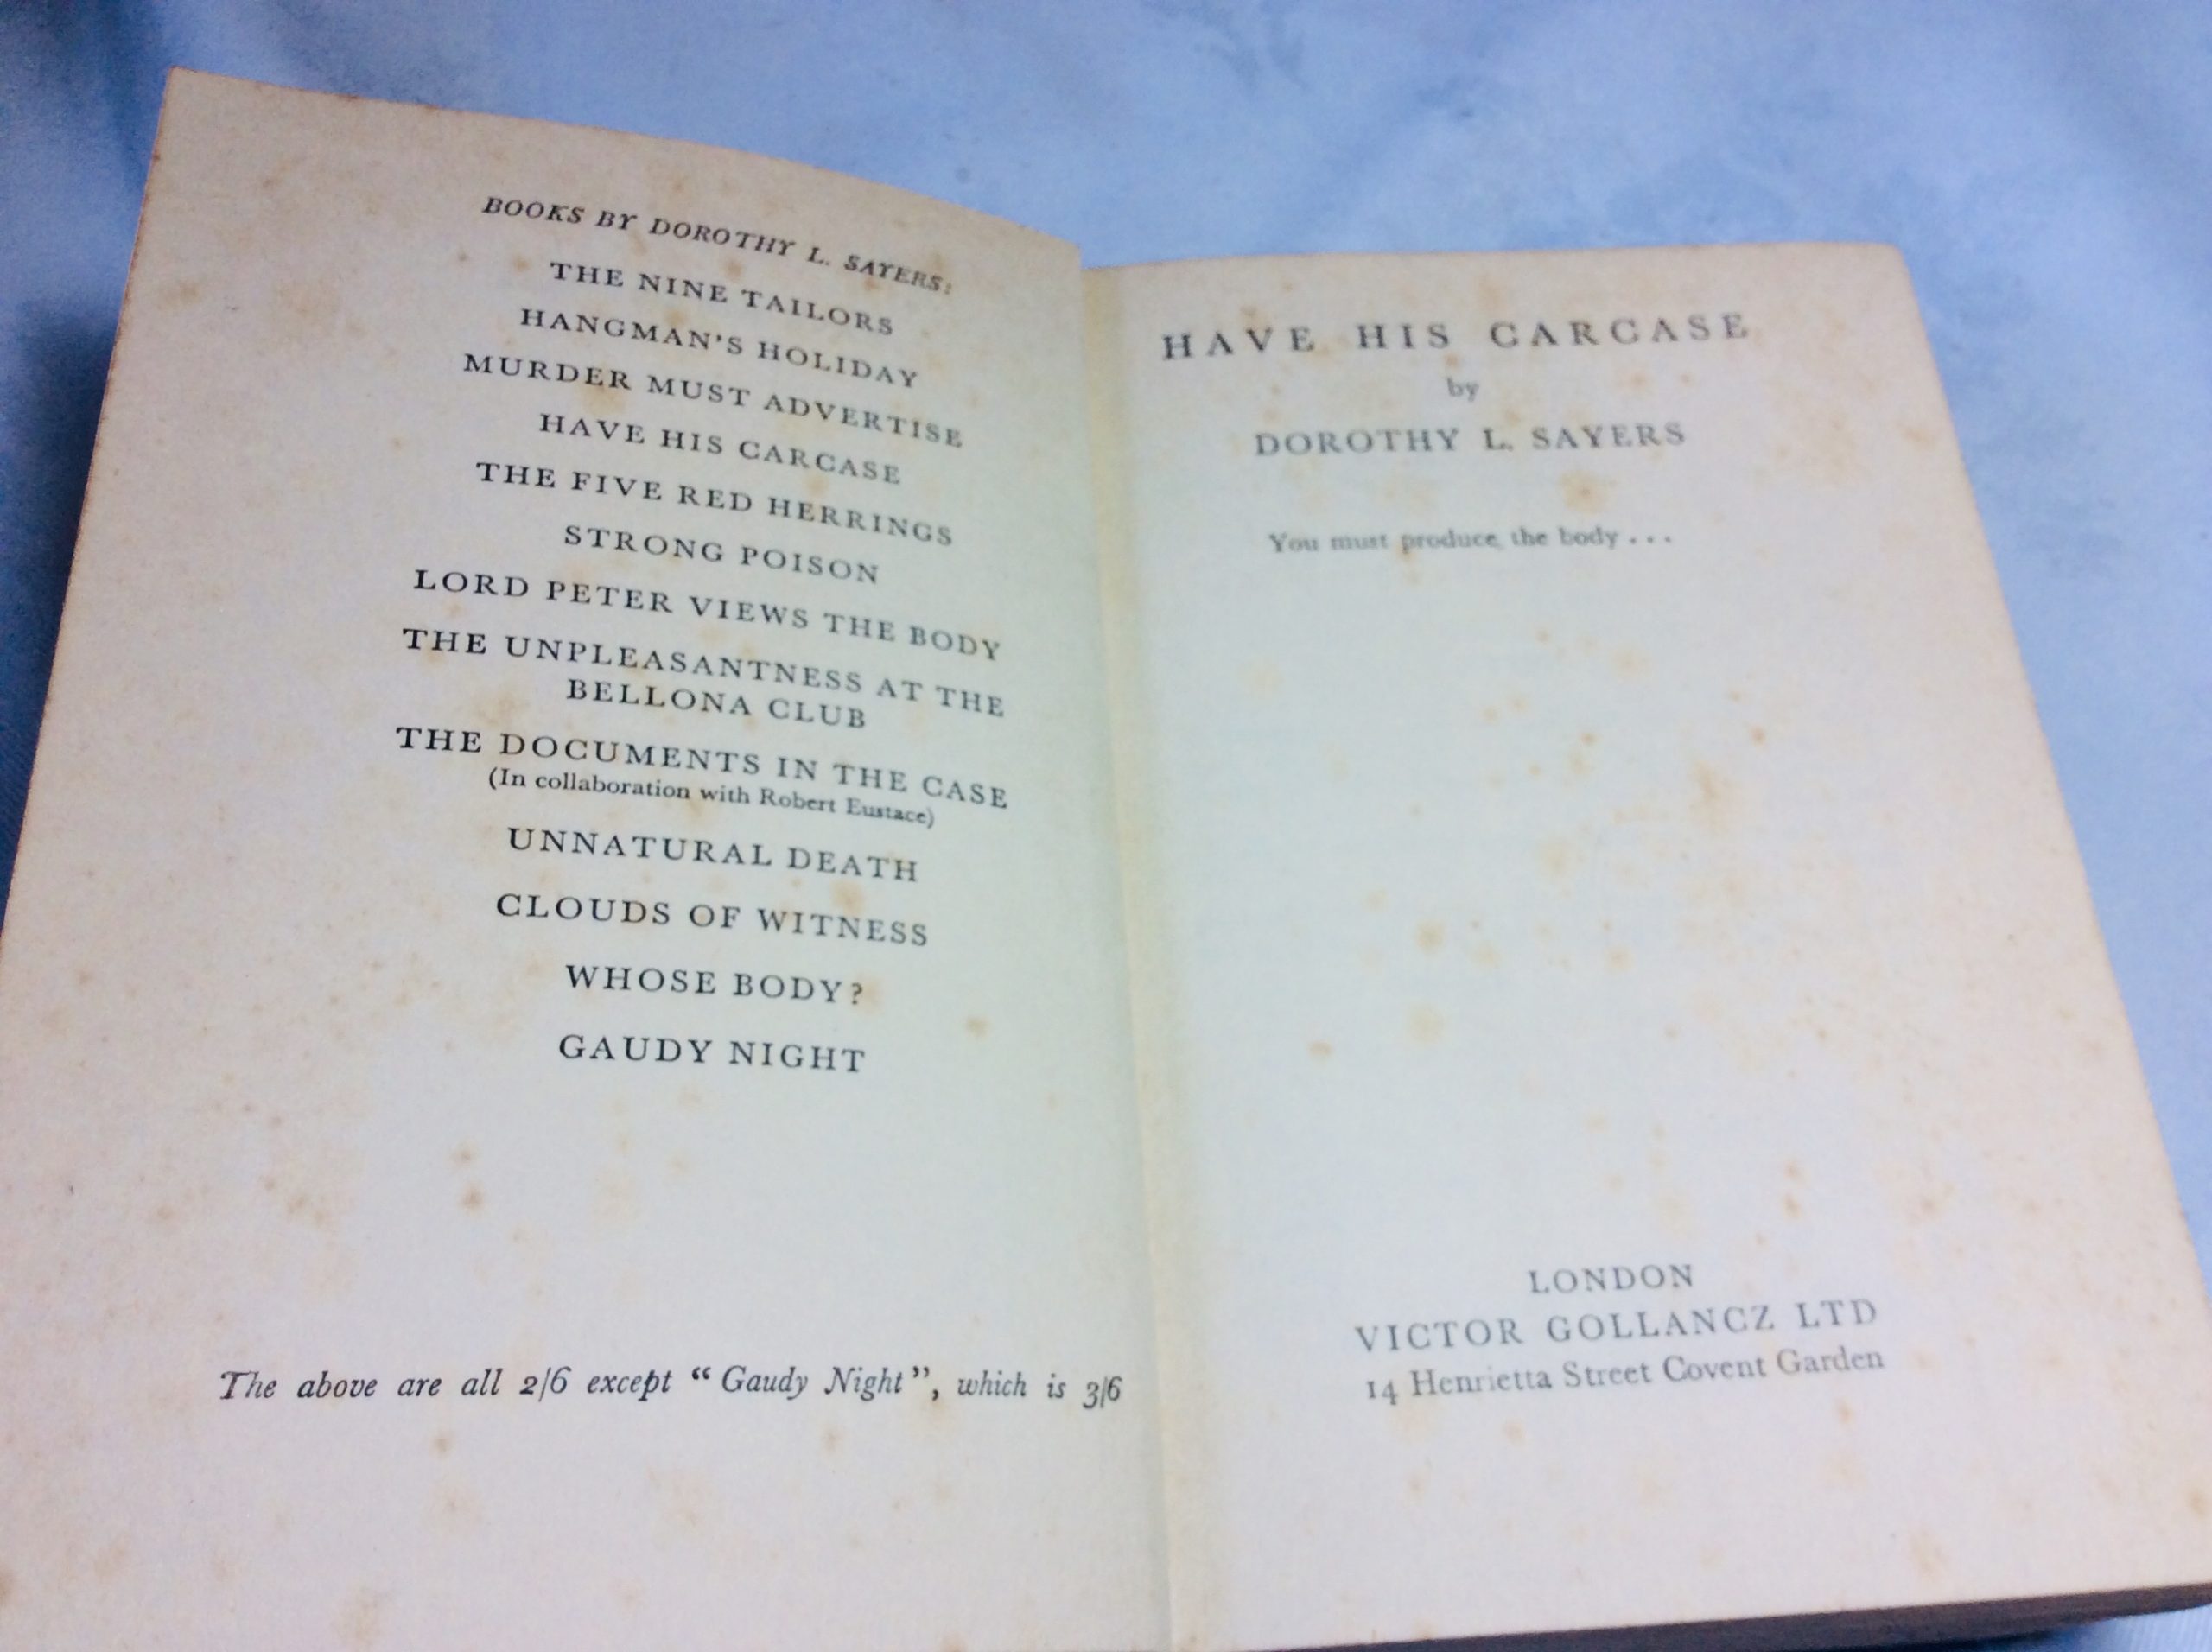 BOOKS BY DOROTHY L. SAYERS:
THE NINE TAILORS
HANGMAN'S HOLIDAY
MURDER MUST ADVERTISE
HAVE HIS CARCASE
THE FIVE RED HERRINGS
STRONG POISON
LORD PETER VIEWS THE BODY
THE UNPLEASANTNESS AT THE
BELLONA CLUB
THE DOCUMENTS IN THE CASE
(In collaboration with Robert Eustace)
UNNATURAL DEATH
CLOUDS OF WITNESS
WHOSE BODY?
GAUDY NIGHT
The above are all 2/6 except “Gaudy Night”, which is 3/6
HAVE HIS CARCASE
by
DOROTHY L. SAYERS
You must produce the body . . .
LONDON
VICTOR GOLLANCZ LTD
14 Henrietta Street Covent Garden